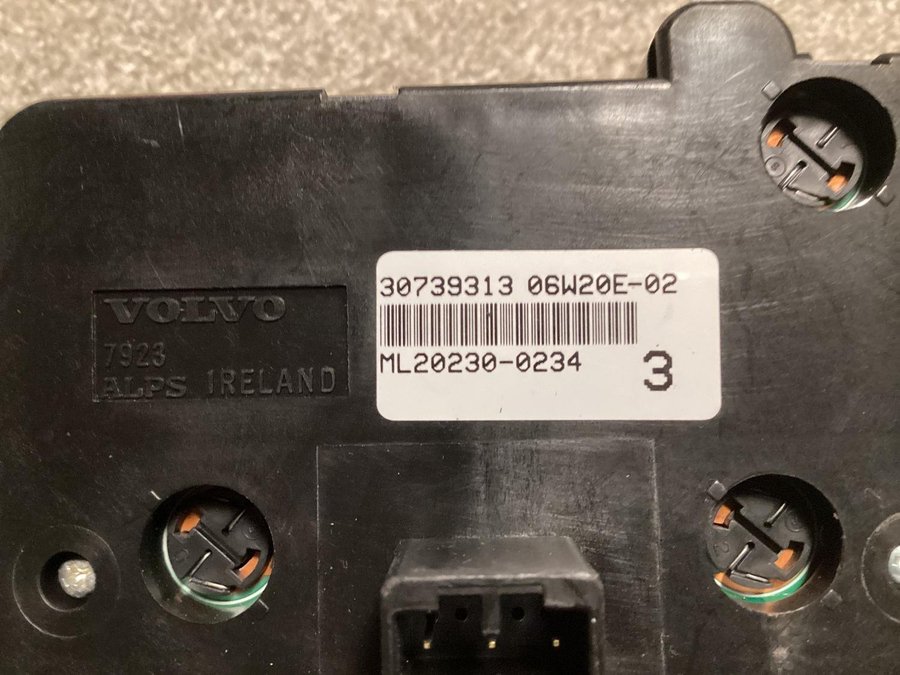 30739313 06W20E-02
ML20230-0234
3
VOLVO
7923
ALPS IRELAND